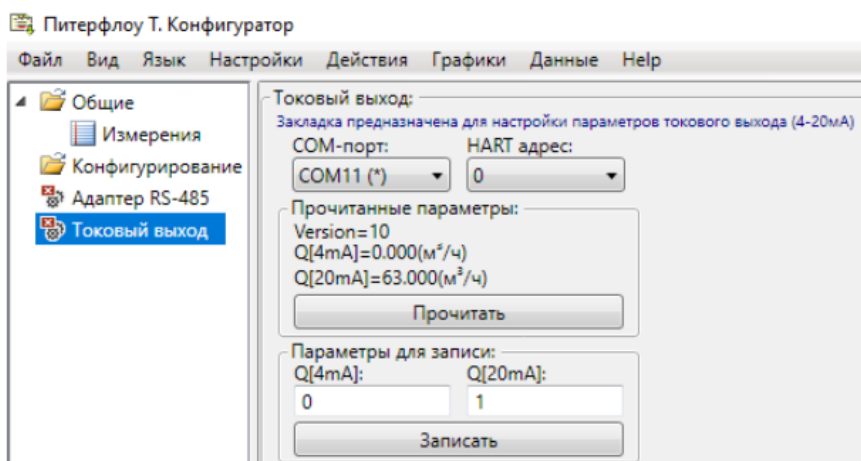 Питерфлоу Т. Конфигуратор
Файл Вид Язык Настройки Действия Графики Данные Help
Общие
Измерения
Конфигурирование
Адаптер RS-485
Токовый выход
Токовый выход:
Закладка предназначена для настройки параметров токового выхода (4-20мА)
COM-порт: HART адрес:
COM11 (*) 0
Прочитанные параметры:
Version=10
Q[4mA]=0.000(м³/ч)
Q[20mA]=63.000(м³/ч)
Прочитать
Параметры для записи:
Q[4mA]: Q[20mA]:
0 1
Записать